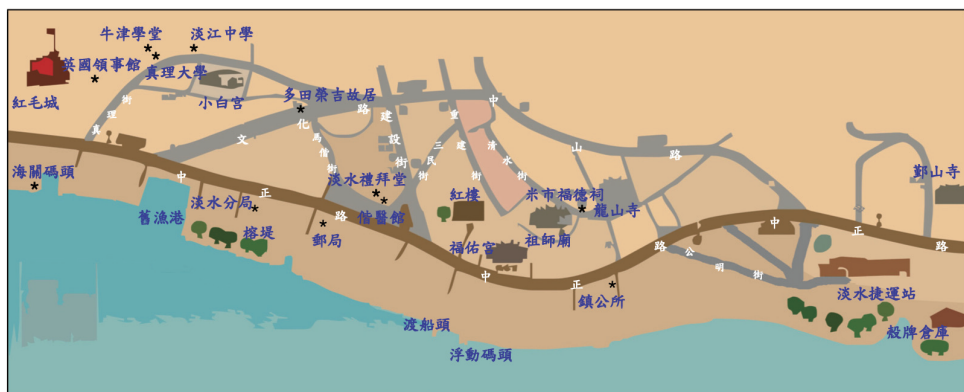 牛津學堂
淡江中學
英國領事館
真理大學
紅毛城
小白宮
多田榮吉故居
真理街
文化路
馬偕街
建設街
三民街
重建街
清水街
中山路
海關碼頭
中正路
舊漁港
淡水分局
榕堤
郵局
淡水禮拜堂
偕醫館
紅樓
福佑宮
米市福德祠
祖師廟
龍山寺
鄞山寺
中正路
公明街
中正路
鎮公所
淡水捷運站
殼牌倉庫
渡船頭
浮動碼頭